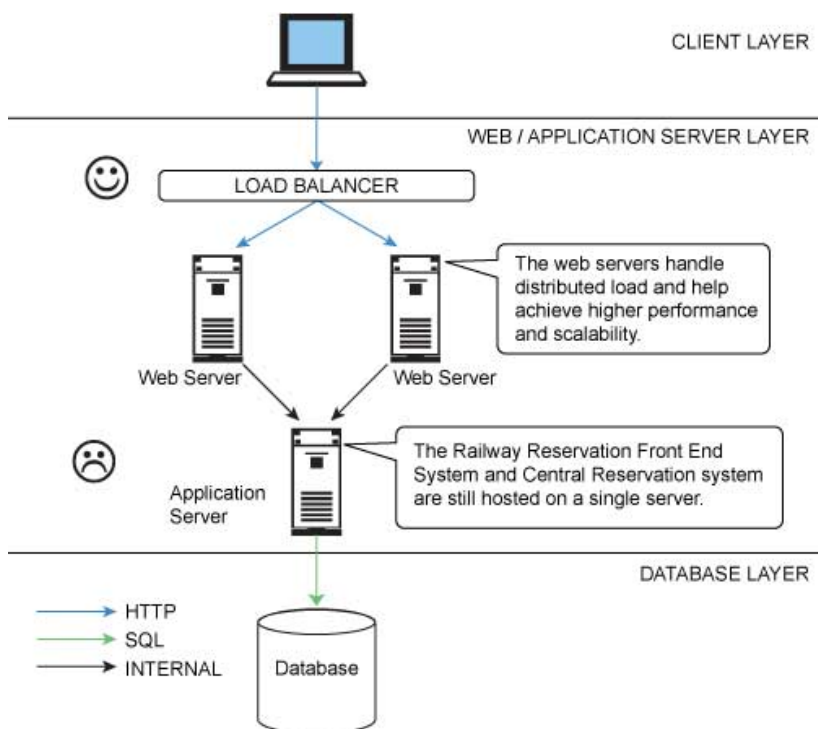 CLIENT LAYER
WEB / APPLICATION SERVER LAYER
LOAD BALANCER
The web servers handle
distributed load and help
achieve higher performance
and scalability.
Web Server
Web Server
The Railway Reservation Front End
System and Central Reservation system
are still hosted on a single server.
Application
Server
DATABASE LAYER
HTTP
SQL
INTERNAL
Database